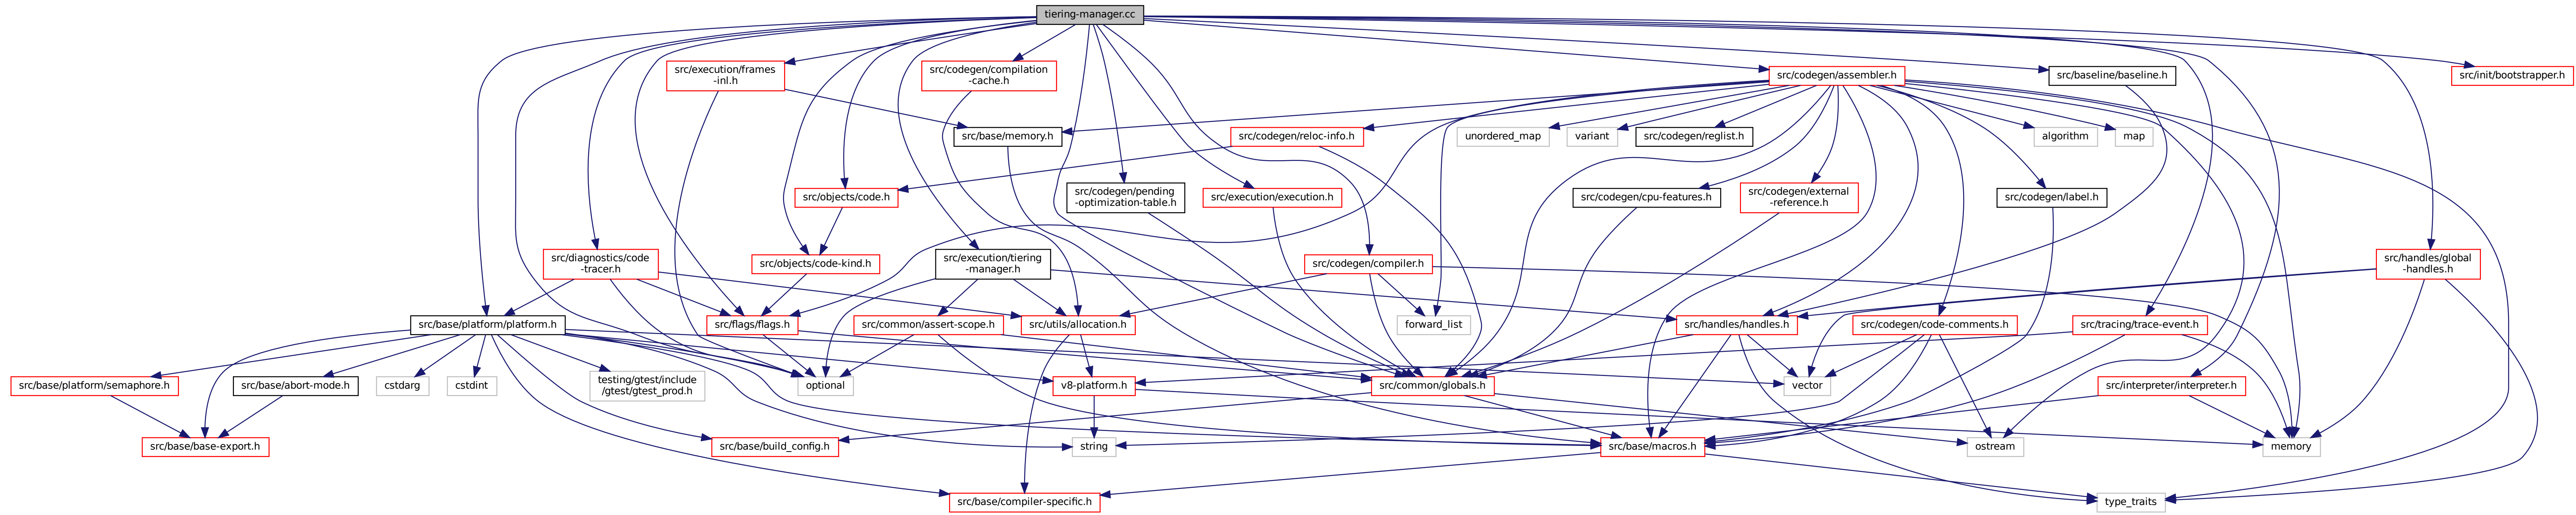 tiering-manager.cc
src/execution/frames
-inl.h
src/codegen/compilation
-cache.h
src/codegen/assembler.h
src/baseline/baseline.h
src/init/bootstrapper.h
src/base/memory.h
src/codegen/reloc-info.h
unordered_map
variant
src/codegen/reglist.h
algorithm
map
src/objects/code.h
src/codegen/pending
-optimization-table.h
src/execution/execution.h
src/codegen/cpu-features.h
src/codegen/external
-reference.h
src/codegen/label.h
src/diagnostics/code
-tracer.h
src/objects/code-kind.h
src/execution/tiering
-manager.h
src/codegen/compiler.h
src/handles/global
-handles.h
src/base/platform/platform.h
src/flags/flags.h
src/common/assert-scope.h
src/utils/allocation.h
forward_list
src/handles/handles.h
src/codegen/code-comments.h
src/tracing/trace-event.h
src/base/platform/semaphore.h
src/base/abort-mode.h
cstdarg
cstdint
testing/gtest/include
/gtest/gtest_prod.h
optional
v8-platform.h
src/common/globals.h
vector
src/interpreter/interpreter.h
src/base/base-export.h
src/base/build_config.h
string
src/base/macros.h
ostream
memory
src/base/compiler-specific.h
type_traits